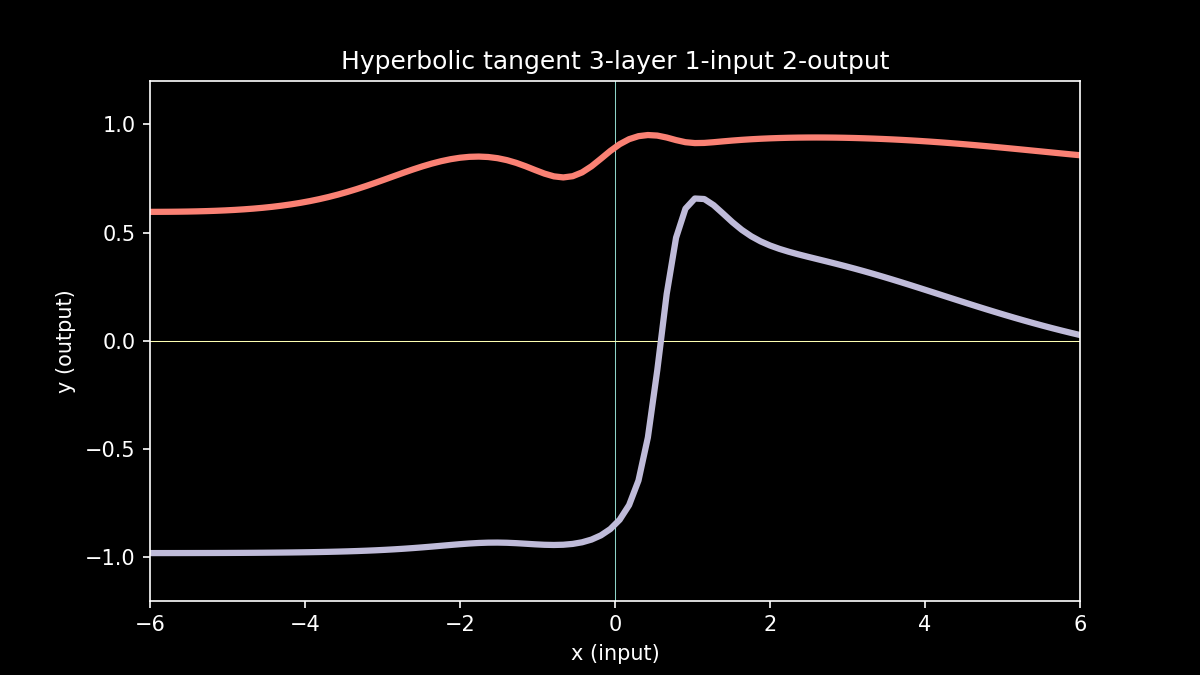 Hyperbolic tangent 3-layer 1-input 2-output
1.0
0.5
0.0
−0.5
−1.0
y (output)
−6 −4 −2 0 2 4 6
x (input)